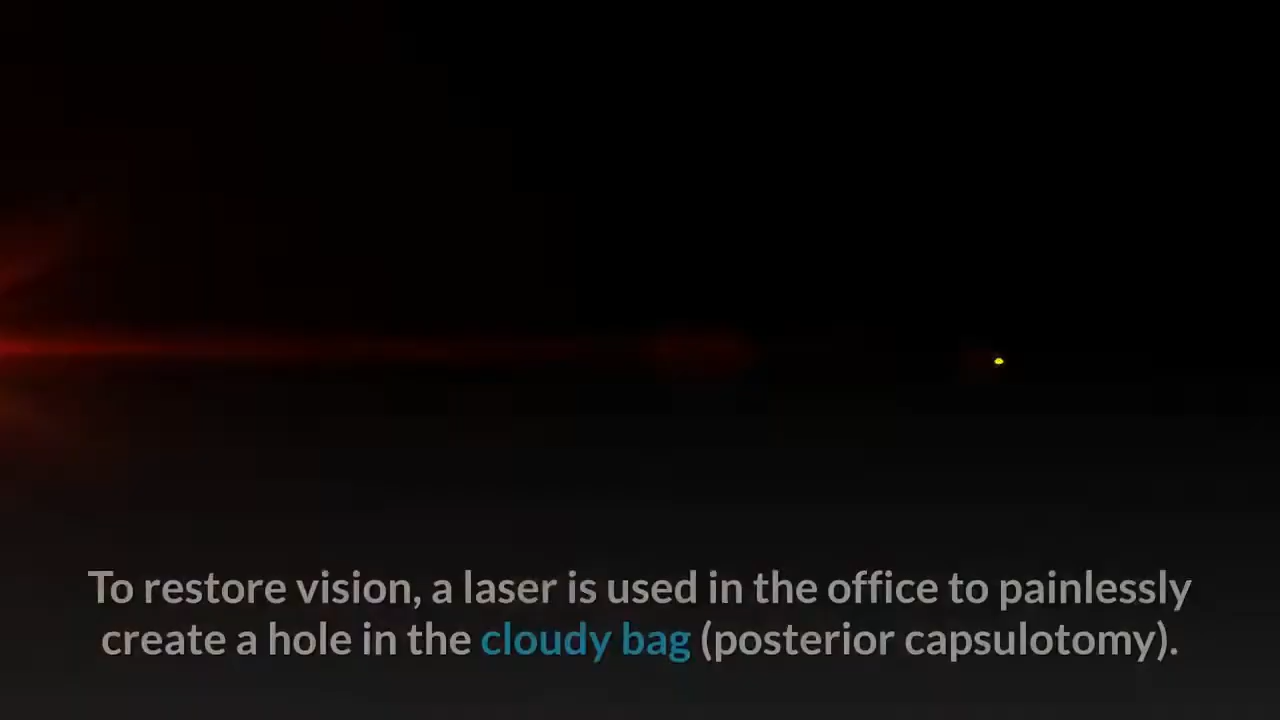 To restore vision, a laser is used in the office to painlessly
create a hole in the cloudy bag (posterior capsulotomy).